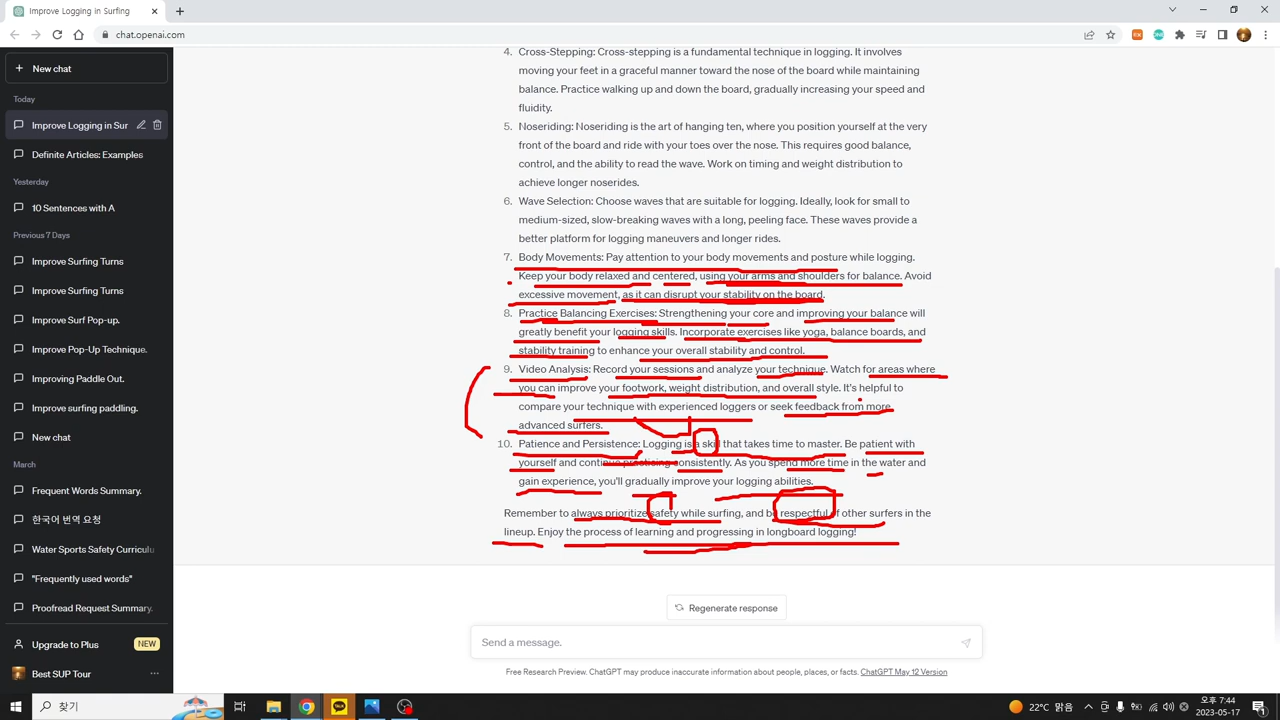 Improve Logging in Surfing
chat.openai.com
New chat
Today
Improve Logging in Sur
Definite Articles: Examples
Yesterday
10 Sentences with A
Previous 7 Days
Improve Surfing Turns
Improve Surfing Turns
Improve Surf Pop-up.
Improve Pop-Up Technique.
Improving Paddle Out.
Improve surfing paddling.
New chat
March
Frequent Words Summary.
한국어 번역 요청
Water Sports Safety Curriculu
"Frequently used words"
Proofread Request Summary.
Upgrade to Plus NEW
Best SUP Tour
4. Cross-Stepping: Cross-stepping is a fundamental technique in logging. It involves
moving your feet in a graceful manner toward the nose of the board while maintaining
balance. Practice walking up and down the board, gradually increasing your speed and
fluidity.
5. Noseriding: Noseriding is the art of hanging ten, where you position yourself at the very
front of the board and ride with your toes over the nose. This requires good balance,
control, and the ability to read the wave. Work on timing and weight distribution to
achieve longer noserides.
6. Wave Selection: Choose waves that are suitable for logging. Ideally, look for small to
medium-sized, slow-breaking waves with a long, peeling face. These waves provide a
better platform for logging maneuvers and longer rides.
7. Body Movements: Pay attention to your body movements and posture while logging.
Keep your body relaxed and centered, using your arms and shoulders for balance. Avoid
excessive movement, as it can disrupt your stability on the board.
8. Practice Balancing Exercises: Strengthening your core and improving your balance will
greatly benefit your logging skills. Incorporate exercises like yoga, balance boards, and
stability training to enhance your overall stability and control.
9. Video Analysis: Record your sessions and analyze your technique. Watch for areas where
you can improve your footwork, weight distribution, and overall style. It's helpful to
compare your technique with experienced loggers or seek feedback from more
advanced surfers.
10. Patience and Persistence: Logging is a skill that takes time to master. Be patient with
yourself and continue practicing consistently. As you spend more time in the water and
gain experience, you'll gradually improve your logging abilities.
Remember to always prioritize safety while surfing, and be respectful of other surfers in the
lineup. Enjoy the process of learning and progressing in longboard logging!
Regenerate response
Send a message.
Free Research Preview. ChatGPT may produce inaccurate information about people, places, or facts. ChatGPT May 12 Version
찾기
22°C 맑음
오후 7:44
2023-05-17